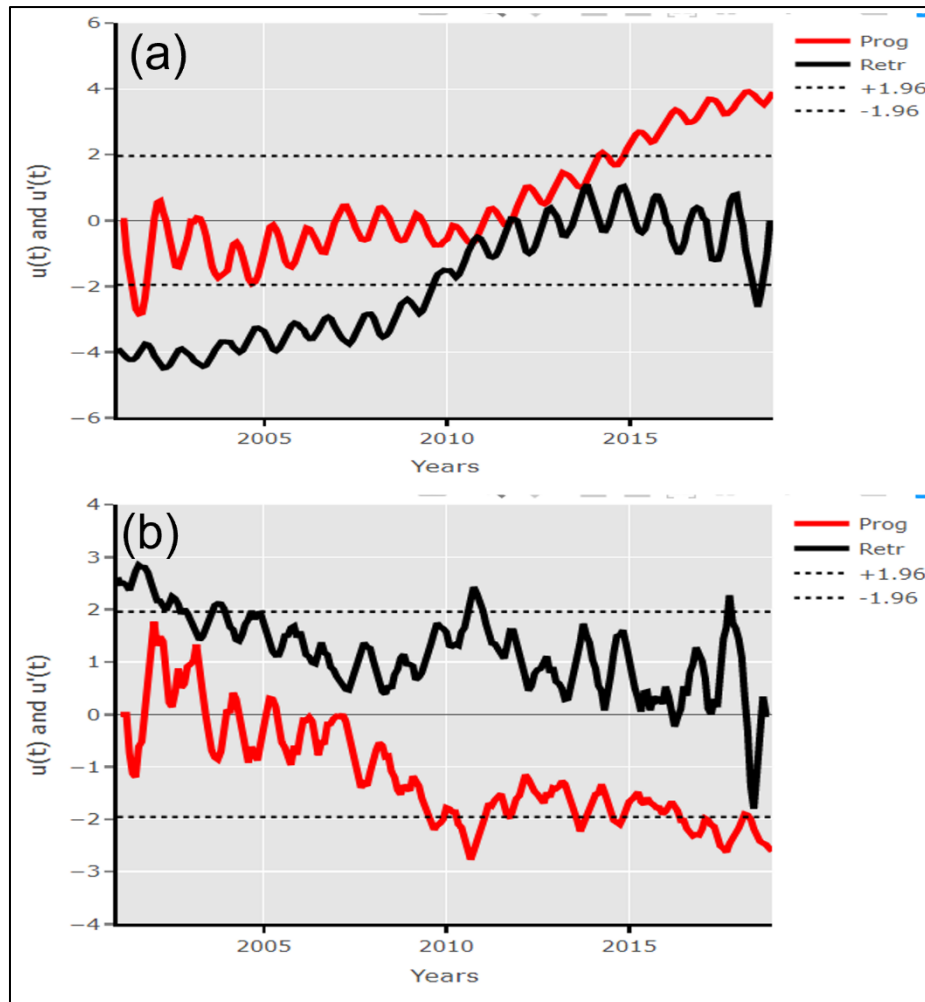 (a)
6
4
2
0
−2
−4
−6
u(t) and u'(t)
2005 2010 2015
Years
Prog
Retr
+1.96
-1.96
(b)
4
3
2
1
0
−1
−2
−3
−4
u(t) and u'(t)
2005 2010 2015
Years
Prog
Retr
+1.96
-1.96